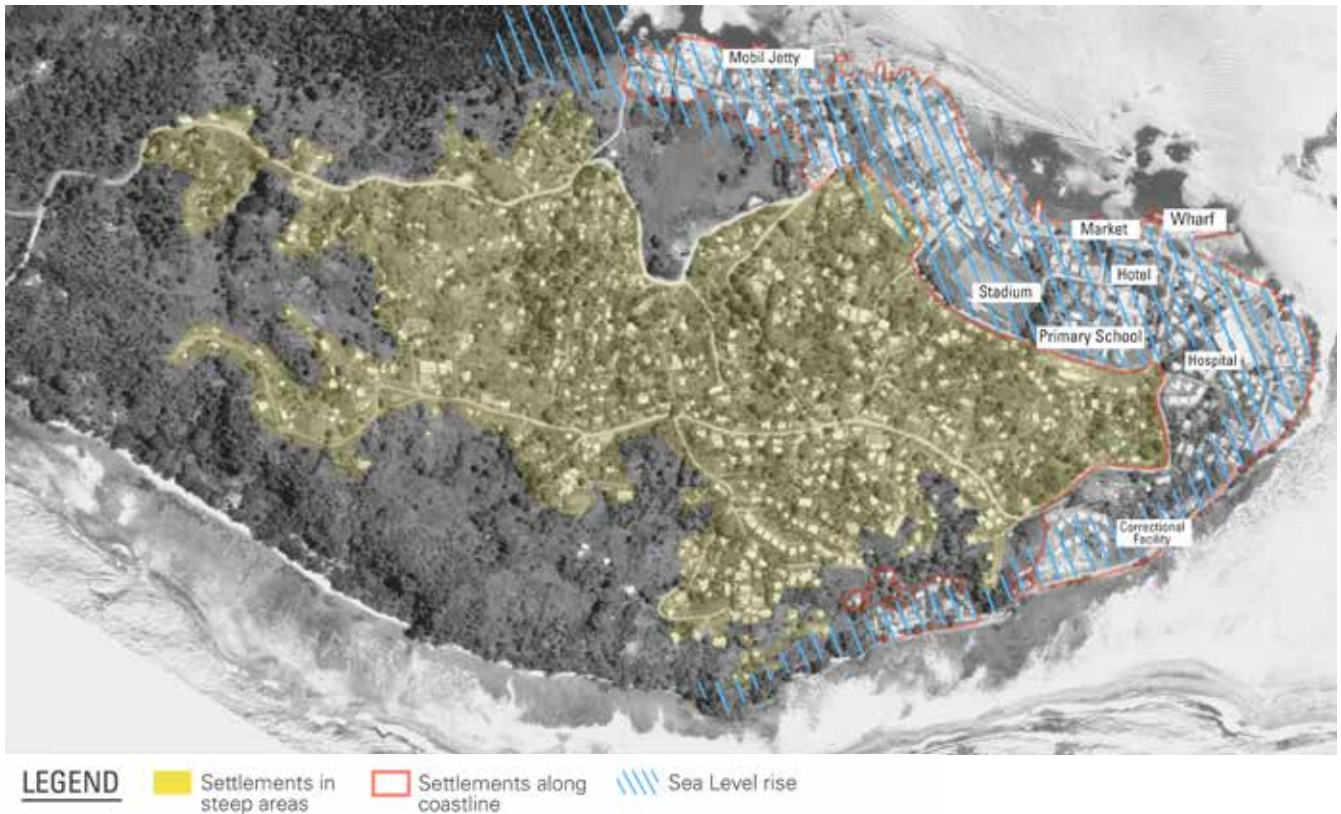 Mobil Jetty
Wharf
Market
Hotel
Stadium
Primary School
Hospital
Correctional
Facility
LEGEND
Settlements in
steep areas
Settlements along
coastline
Sea Level rise